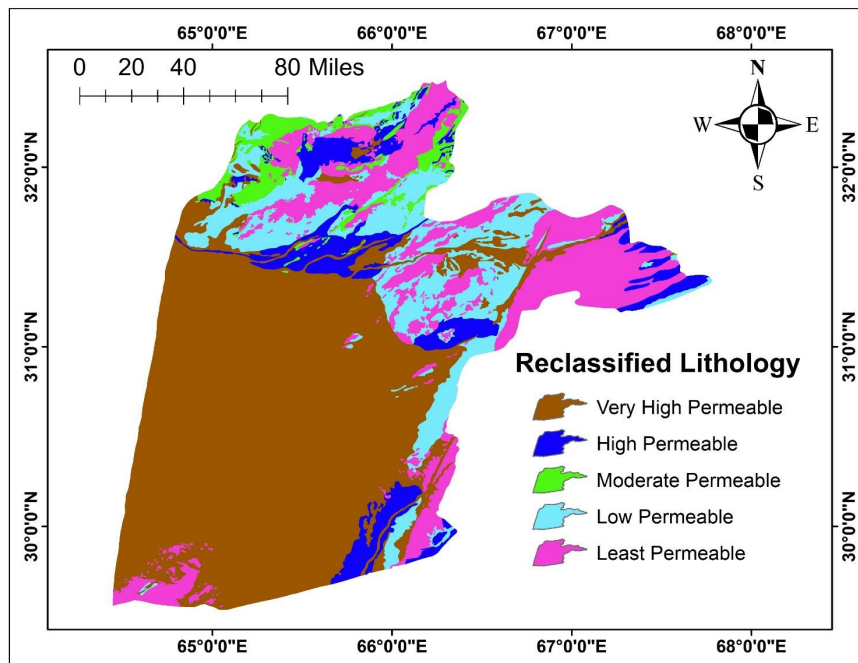 65°0'0"E 66°0'0"E 67°0'0"E 68°0'0"E
0 20 40 80 Miles
N
W E
S
32°0'0"N 32°0'0"N
31°0'0"N 31°0'0"N
Reclassified Lithology
Very High Permeable
High Permeable
Moderate Permeable
Low Permeable
Least Permeable
30°0'0"N 30°0'0"N
65°0'0"E 66°0'0"E 67°0'0"E 68°0'0"E